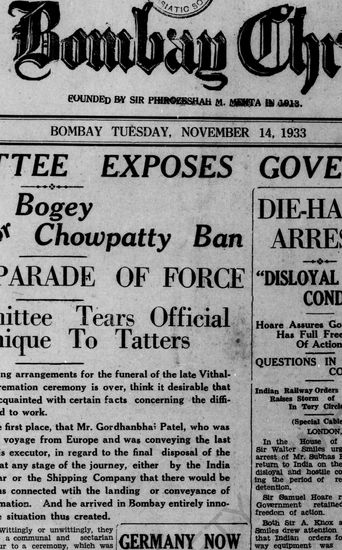 ASIATIC SO
Bombay Chr
FOUNDED BY SIR PHIROZESHAH M. MEHTA IN 1913.
BOMBAY TUESDAY, NOVEMBER 14, 1933
TTEE EXPOSES GOVE
Bogey
or Chowpatty Ban
PARADE OF FORCE
mittee Tears Official
nique To Tatters
ng arrangements for the funeral of the late Vithal-
remation ceremony is over, think it desirable that
cquainted with certain facts concerning the diffi-
d to work.
e first place, that Mr. Gordhanbhai Patel, who was
voyage from Europe and was conveying the last
is executor, in regard to the final disposal of the
at any stage of the journey, either by the India
ar or the Shipping Company that there would be
ns connected with the landing or conveyance of
mation. And he arrived in Bombay entirely inno-
e situation thus created.
Wittingly or unwittingly, they
a communal and sectarian
ur to a ceremony, which was
GERMANY NOW
DIE-HA
ARRES
"DISLOYAL
COND
Hoare Assures Go
Has Full Free
Of Action
QUESTIONS IN
CO
Indian Railway Orders
Raises Storm of
In Tory Circle
(Special Cable
LONDON,
In the House of
Sir Walter Smiles urg
arrest of Mr. Subhas B
return to India on the
disloyal and hostile co
ing the period of re
detention.
Sir Samuel Hoare r
Government retained
freedom of action.
Both Sir A. Knox a
Smiles drew attention
that Indian orders fo
way equipment was